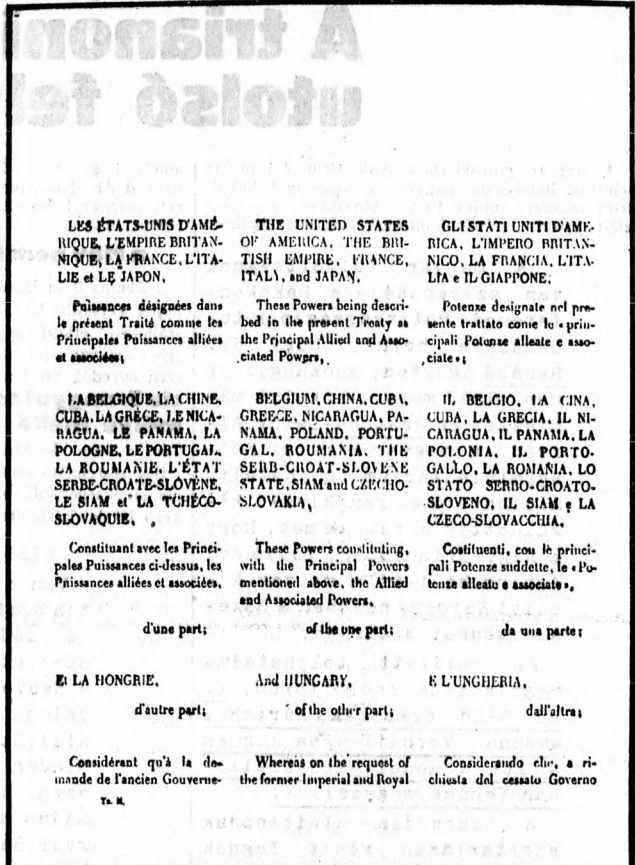 LES ÉTATS-UNIS D'AMÉ-
RIQUE, L'EMPIRE BRITAN-
NIQUE, LA FRANCE, L'ITA-
LIE et LE JAPON,
Puissances désignées dans
le présent Traité comme les
Principales Puissances alliées
et associées,
LA BELGIQUE, LA CHINE,
CUBA, LA GRÈCE, LE NICA-
RAGUA, LE PANAMA, LA
POLOGNE, LE PORTUGAL,
LA ROUMANIE, L'ÉTAT
SERBE-CROATE-SLOVÈNE,
LE SIAM et LA TCHÉCO-
SLOVAQUIE,
Constituant avec les Princi-
pales Puissances ci-dessus, les
Puissances alliées et associées,
d'une part;
Et LA HONGRIE,
d'autre part;
Considérant qu'à la de-
mande de l'ancien Gouverne-
Tr. H.
THE UNITED STATES
OF AMERICA, THE BRI-
TISH EMPIRE, FRANCE,
ITALY, and JAPAN,
These Powers being descri-
bed in the present Treaty as
the Principal Allied and Asso-
ciated Powers,
BELGIUM, CHINA, CUBA,
GREECE, NICARAGUA, PA-
NAMA, POLAND, PORTU-
GAL, ROUMANIA, THE
SERB-CROAT-SLOVENE
STATE, SIAM and CZECHO-
SLOVAKIA,
These Powers constituting,
with the Principal Powers
mentioned above, the Allied
and Associated Powers,
of the one part;
And HUNGARY,
of the other part;
Whereas on the request of
the former Imperial and Royal
GLI STATI UNITI D'AME-
RICA, L'IMPERO BRITAN-
NICO, LA FRANCIA, L'ITA-
LIA e IL GIAPPONE,
Potenze designate nel pre-
sente trattato come le « prin-
cipali Potenze alleate e asso-
ciate »;
IL BELGIO, LA CINA,
CUBA, LA GRECIA, IL NI-
CARAGUA, IL PANAMA, LA
POLONIA, IL PORTO-
GALLO, LA ROMANIA, LO
STATO SERBO-CROATO-
SLOVENO, IL SIAM e LA
CZECO-SLOVACCHIA,
Costituenti, con le princi-
pali Potenze suddette, le « Po-
tenze alleate e associate »,
da una parte;
E L'UNGHERIA,
dall'altra;
Considerando che, a ri-
chiesta del cessato Governo